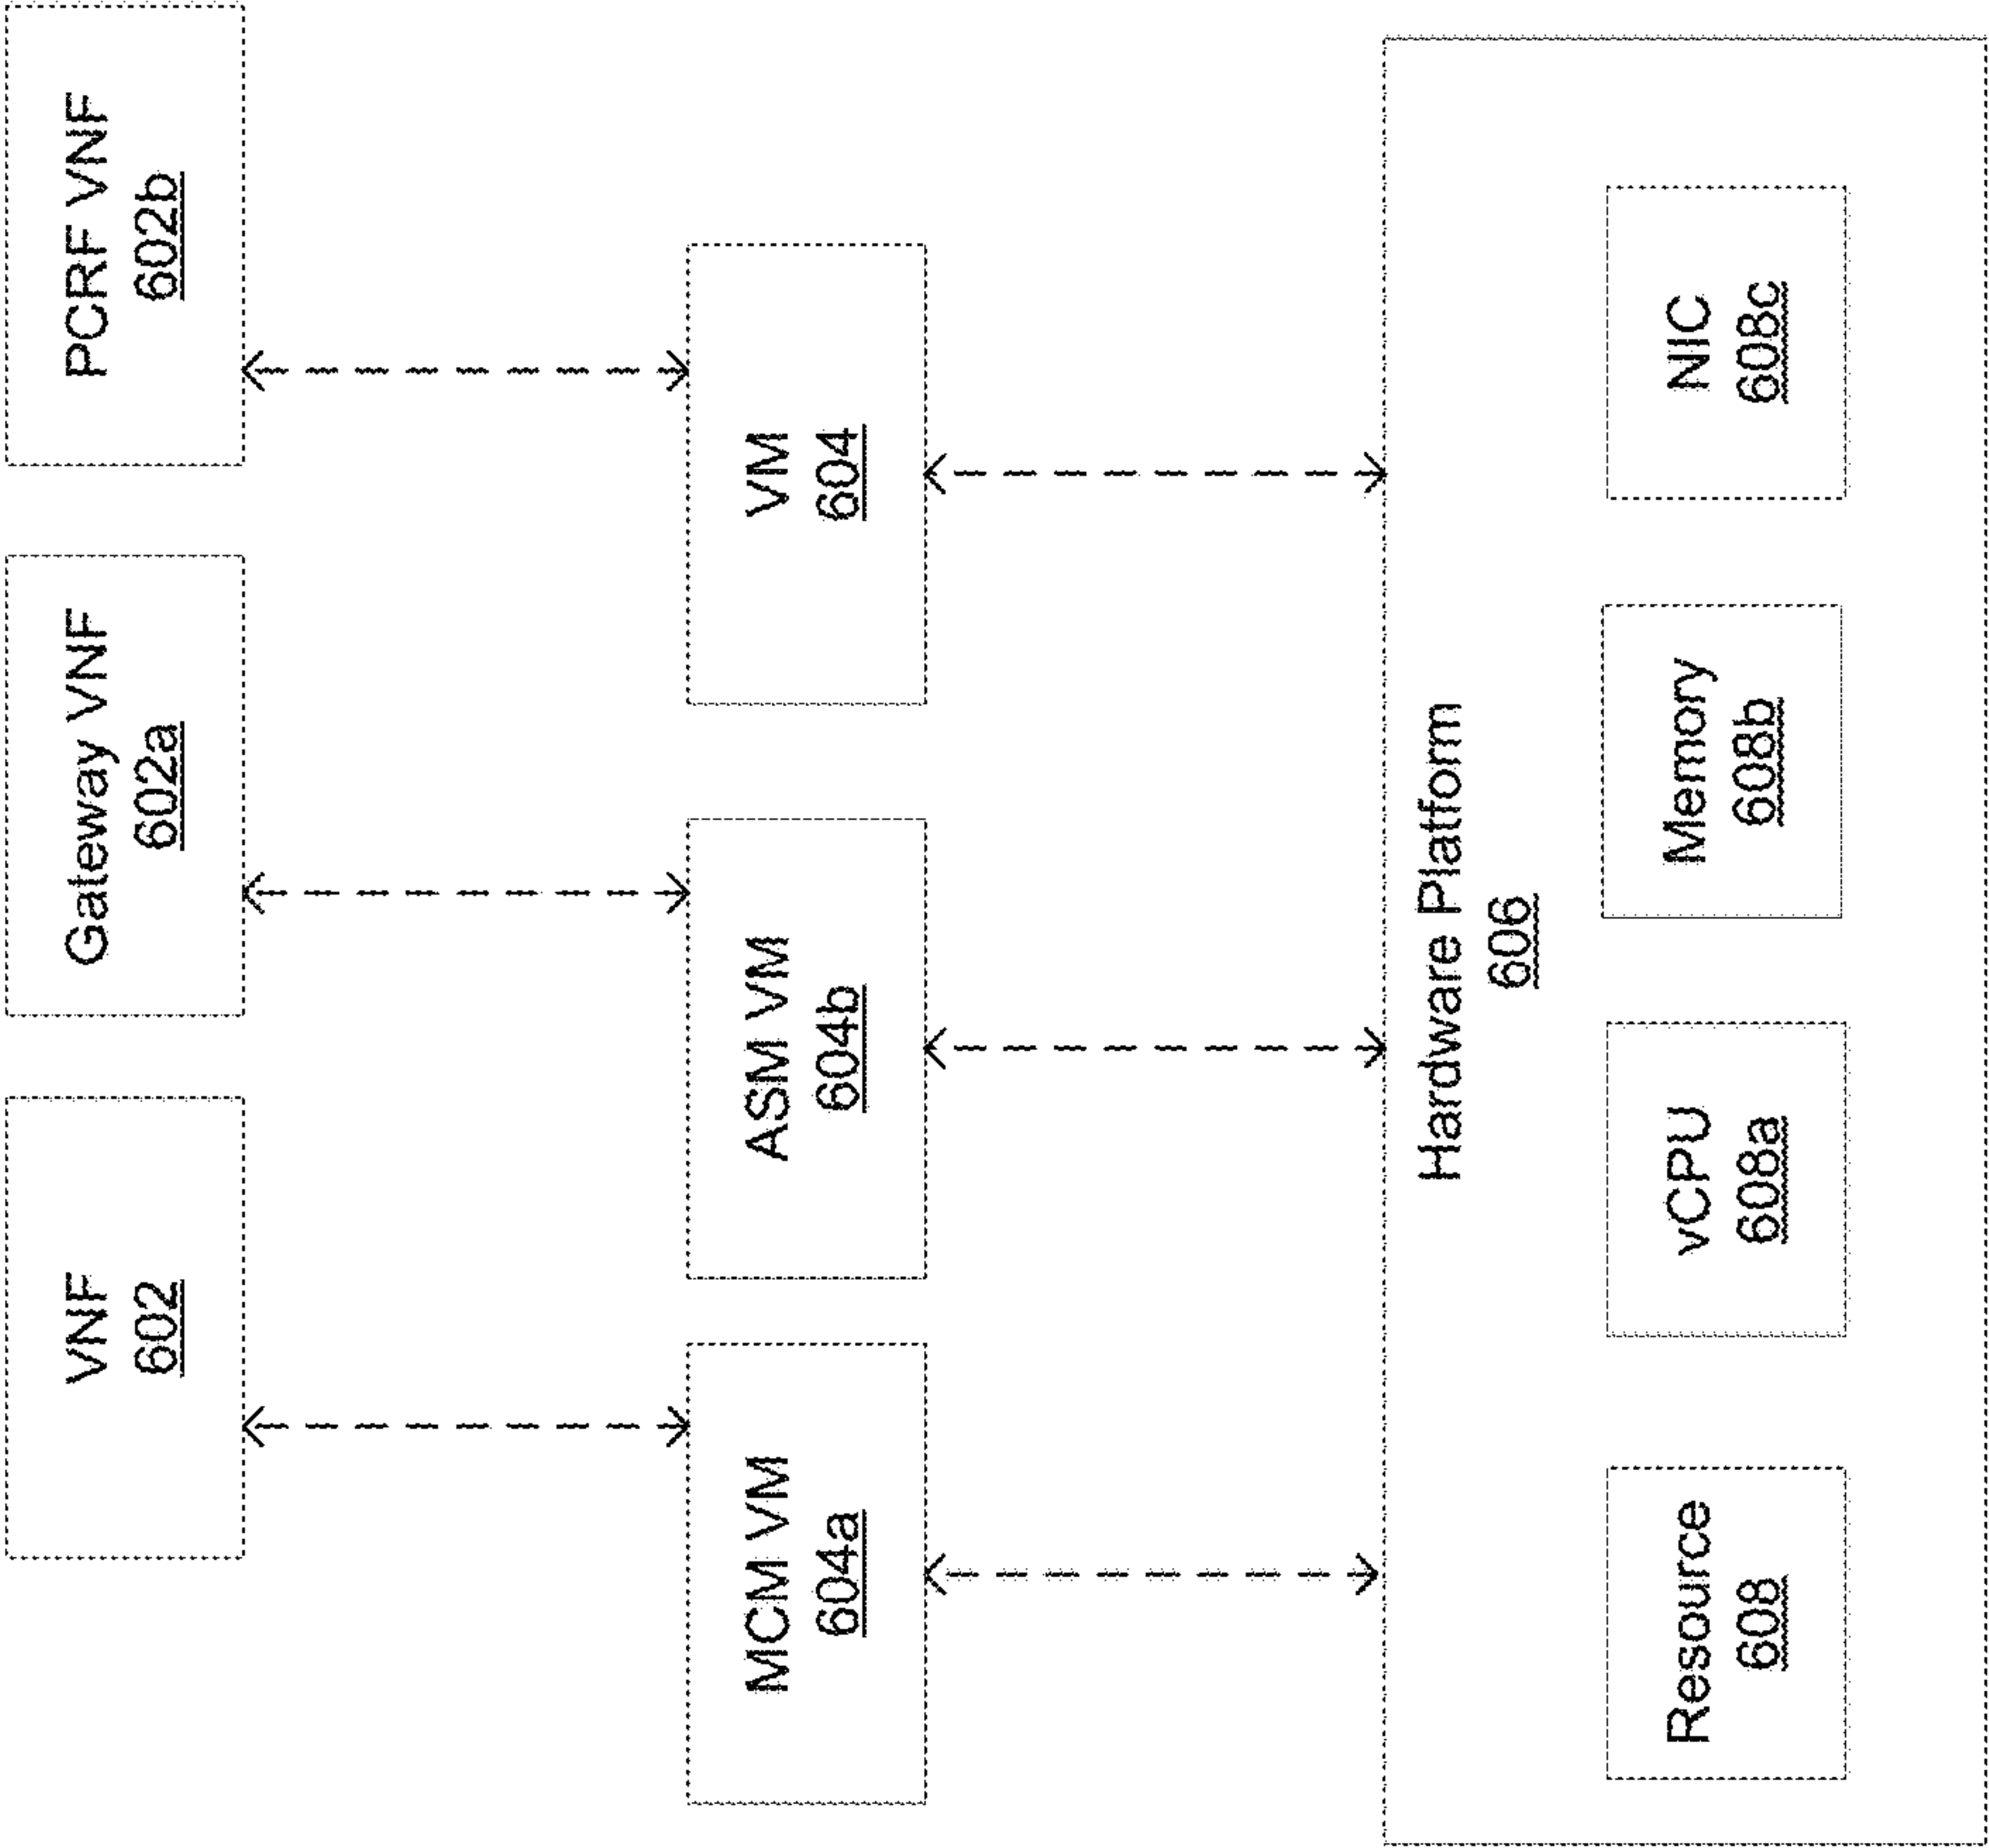 VNF
602
Gateway VNF
602a
PCRF VNF
602b
MCM VM
604a
ASM VM
604b
VM
604
Hardware Platform
606
Resource
608
vCPU
608a
Memory
608b
NIC
608c